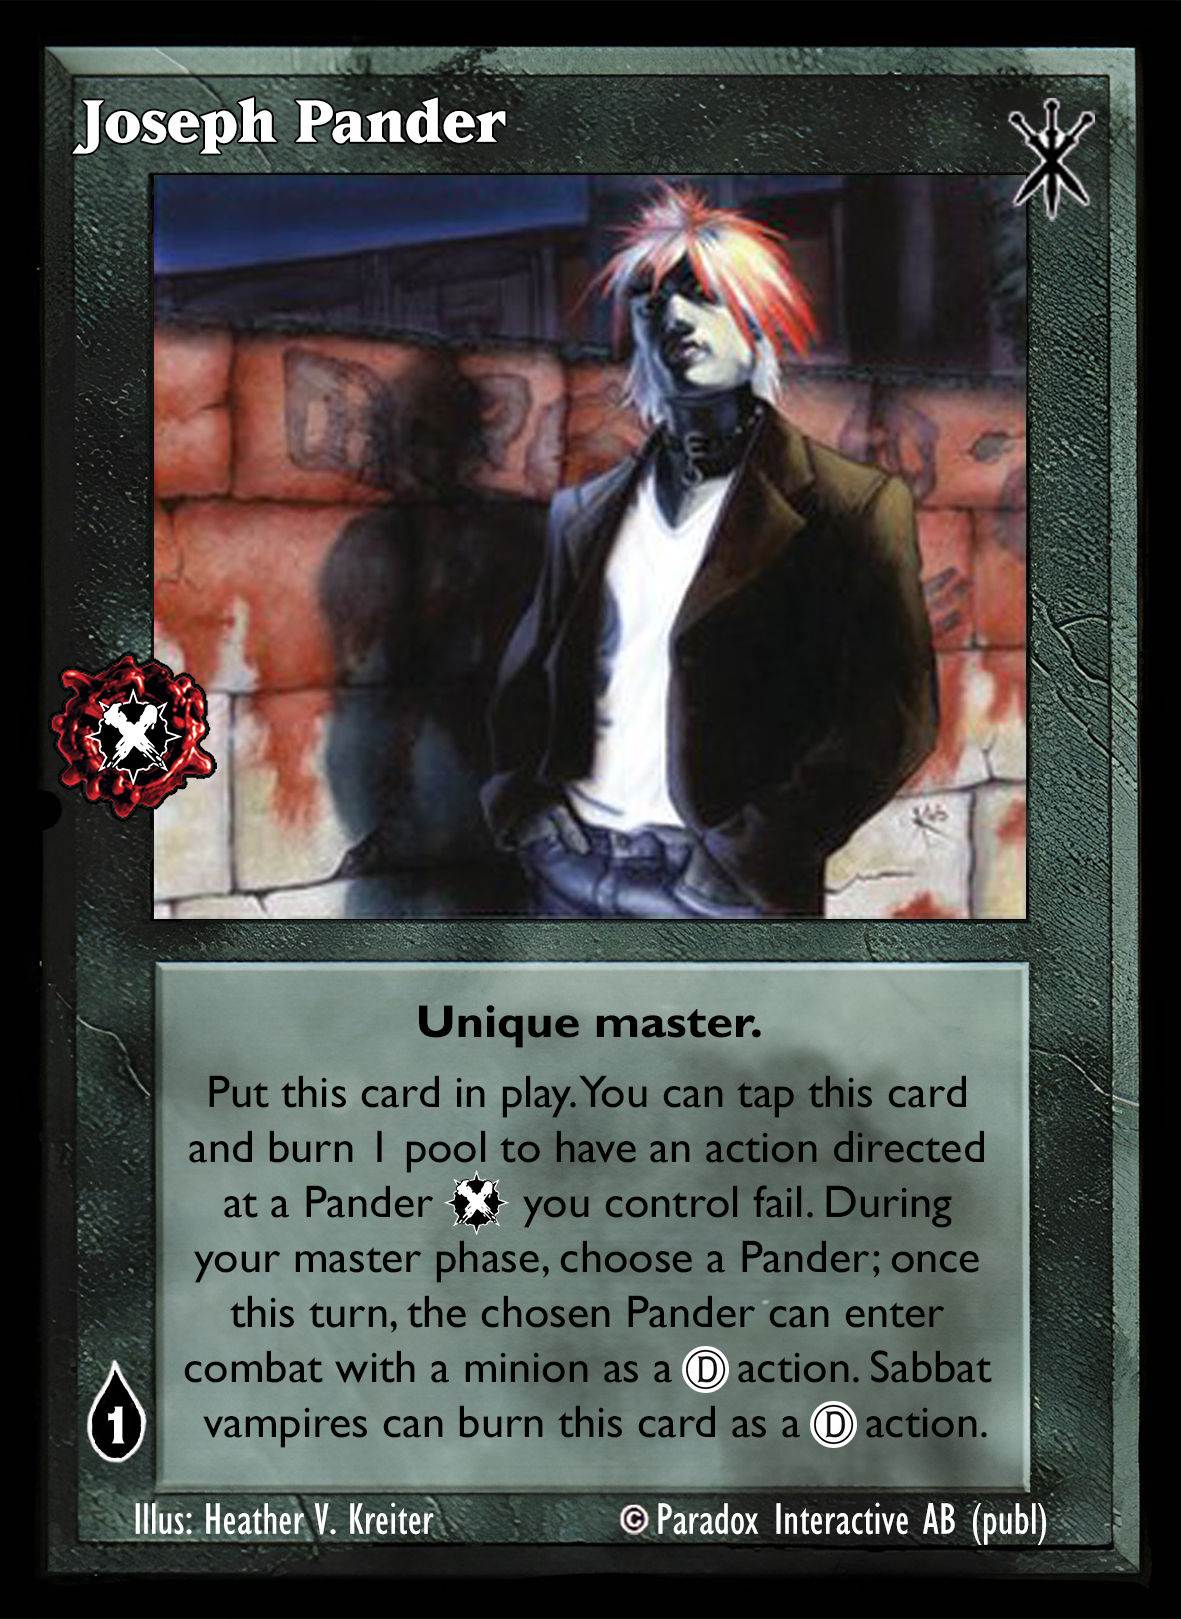 Joseph Pander
Unique master.
Put this card in play. You can tap this card
and burn 1 pool to have an action directed
at a Pander you control fail. During
your master phase, choose a Pander; once
this turn, the chosen Pander can enter
combat with a minion as a Ⓓ action. Sabbat
vampires can burn this card as a Ⓓ action.
1
Illus: Heather V. Kreiter © Paradox Interactive AB (publ)